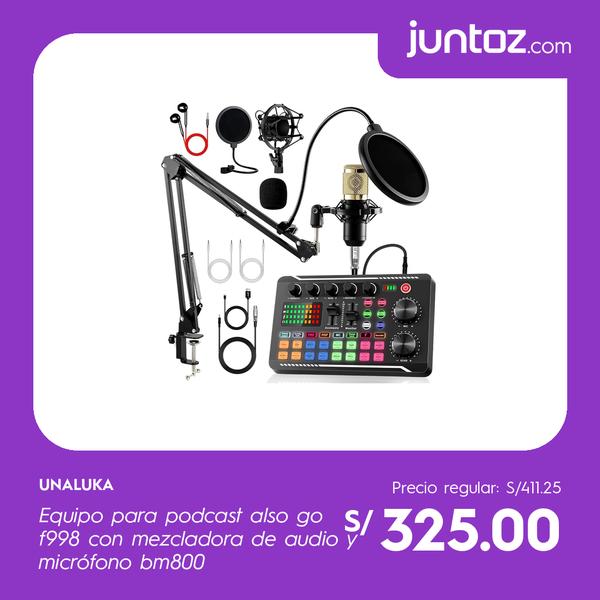 juntoz.com
UNALUKA
Equipo para podcast also go
f998 con mezcladora de audio y
micrófono bm800
Precio regular: S/411.25
S/ 325.00